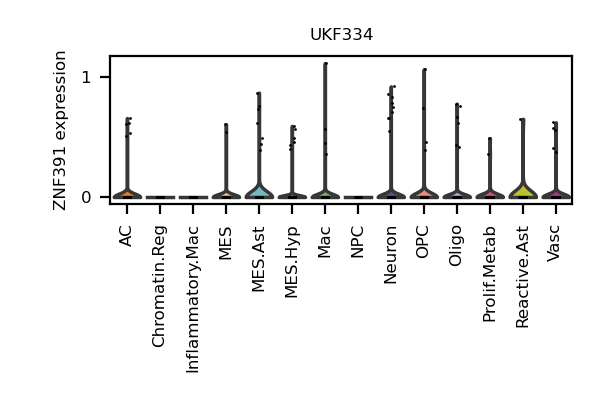 UKF334
ZNF391 expression
1
0
AC
Chromatin.Reg
Inflammatory.Mac
MES
MES.Ast
MES.Hyp
Mac
NPC
Neuron
OPC
Oligo
Prolif.Metab
Reactive.Ast
Vasc